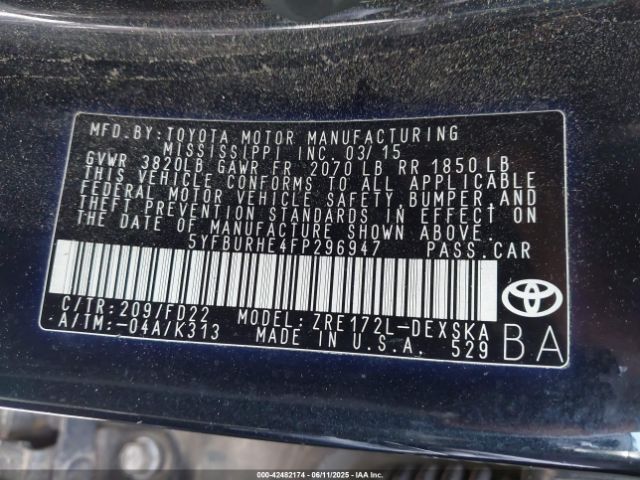 MFD.BY:TOYOTA MOTOR MANUFACTURING
MISSISSIPPI INC. 03/15
GVWR 3820LB GAWR FR 2070 LB RR 1850 LB
THIS VEHICLE CONFORMS TO ALL APPLICABLE
FEDERAL MOTOR VEHICLE SAFETY, BUMPER, AND
THEFT PREVENTION STANDARDS IN EFFECT ON
THE DATE OF MANUFACTURE SHOWN ABOVE.
5YFBURHE4FP296947 PASS.CAR
C/TR:209/FD22 MODEL: ZRE172L-DEXSKA
A/TM:-04A/K313 MADE IN U.S.A. 529
BA
000-42482174 | 06/11/2025 | IAAI.COM